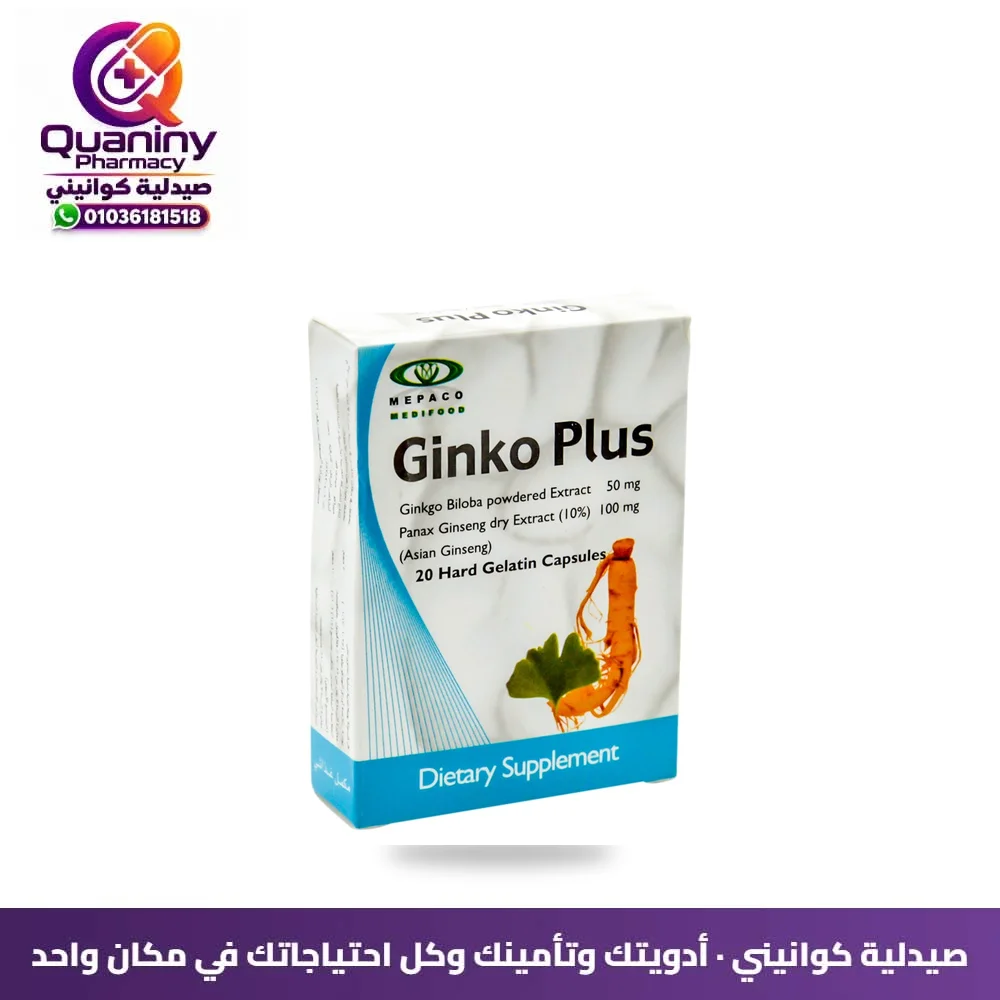 Quaniny
Pharmacy
صيدلية كوانيني
01036181518
Ginko Plus
MEPACO
MEDIFOOD
Ginko Plus
Ginkgo Biloba powdered Extract 50 mg
Panax Ginseng dry Extract (10%) 100 mg
(Asian Ginseng)
20 Hard Gelatin Capsules
Dietary Supplement
مكمل غذائي
صيدلية كوانيني · أدويتك وتأمينك وكل احتياجاتك في مكان واحد